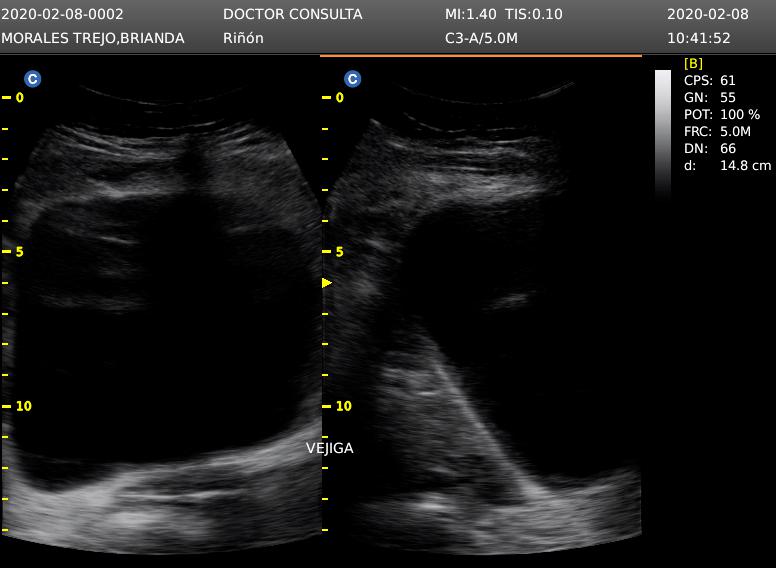 2020-02-08-0002 DOCTOR CONSULTA MI:1.40 TIS:0.10 2020-02-08
MORALES TREJO,BRIANDA Riñón C3-A/5.0M 10:41:52
C C
[B]
CPS: 61
GN: 55
POT: 100 %
FRC: 5.0M
DN: 66
d: 14.8 cm
0 0
5 5
10 10
VEJIGA